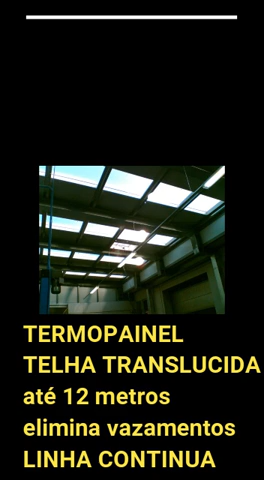 TERMOPAINEL
TELHA TRANSLUCIDA
até 12 metros
elimina vazamentos
LINHA CONTINUA